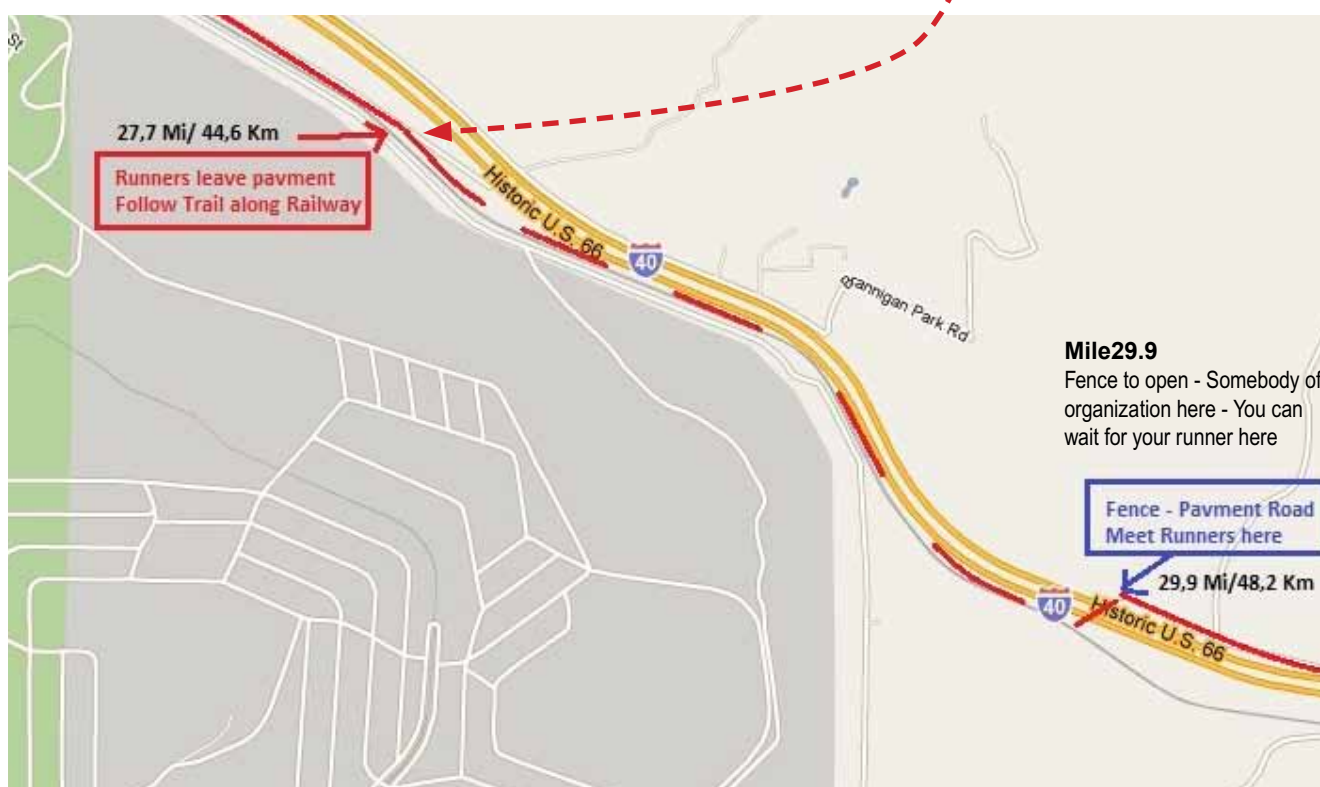 St
27,7 Mi/ 44,6 Km
Runners leave pavment
Follow Trail along Railway
Historic U.S. 66
40
Brannigan Park Rd
Mile29.9
Fence to open - Somebody of
organization here - You can
wait for your runner here
Fence - Pavment Road
Meet Runners here
29,9 Mi/48,2 Km
40
Historic U.S. 66